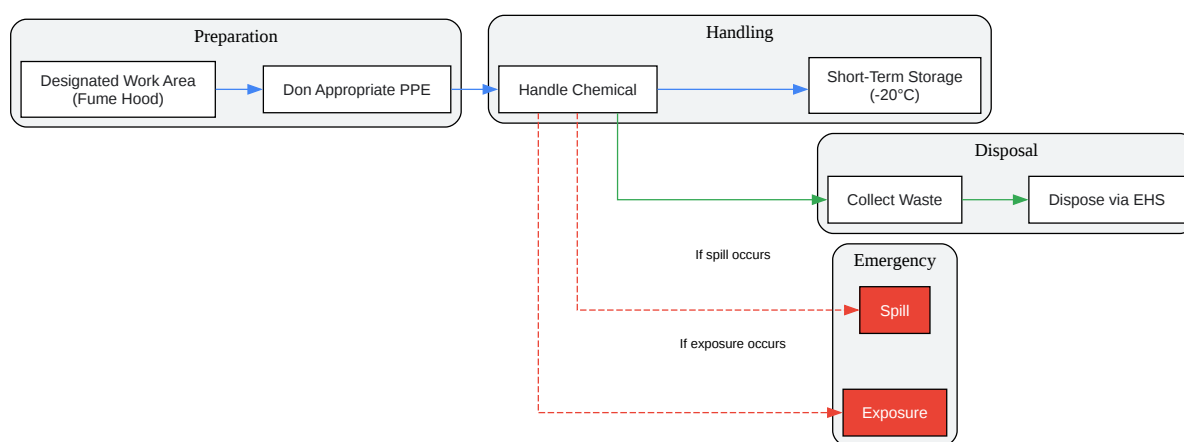 Preparation
Designated Work Area
(Fume Hood)
Don Appropriate PPE
Handling
Handle Chemical
Short-Term Storage
(-20°C)
Disposal
Collect Waste
Dispose via EHS
If spill occurs
Emergency
Spill
If exposure occurs
Exposure